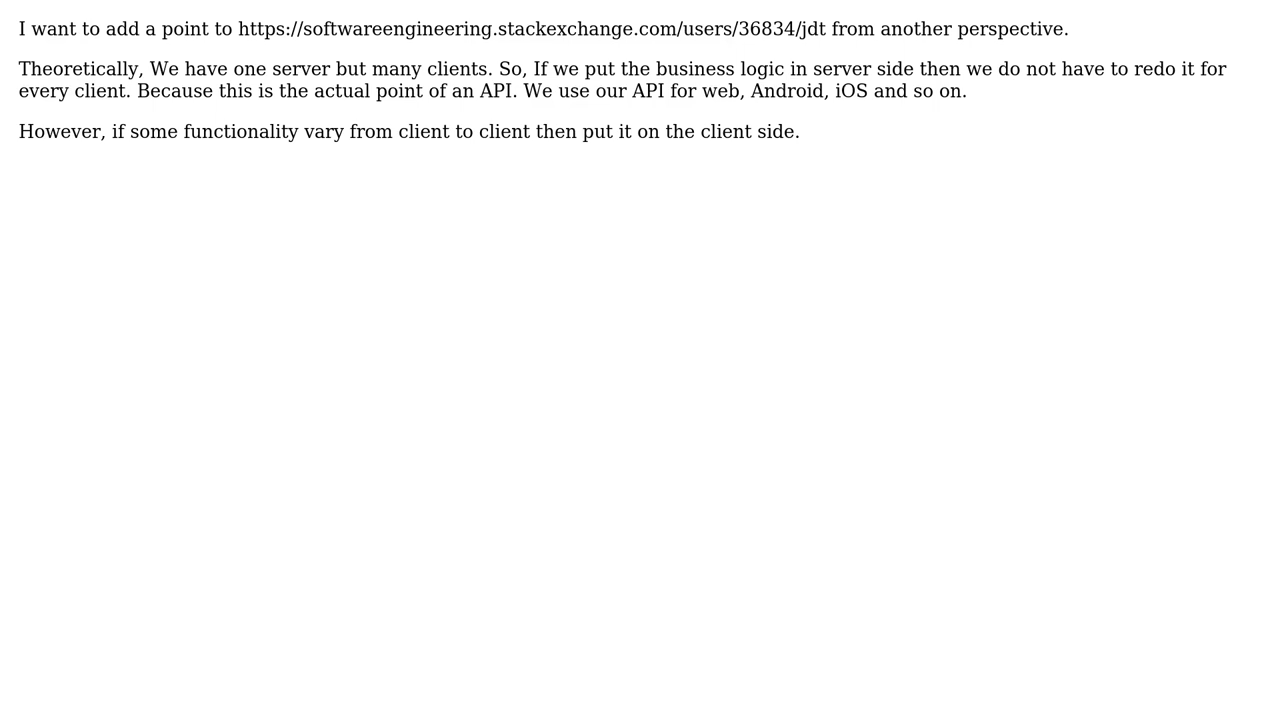 I want to add a point to https://softwareengineering.stackexchange.com/users/36834/jdt from another perspective.
Theoretically, We have one server but many clients. So, If we put the business logic in server side then we do not have to redo it for
every client. Because this is the actual point of an API. We use our API for web, Android, iOS and so on.
However, if some functionality vary from client to client then put it on the client side.